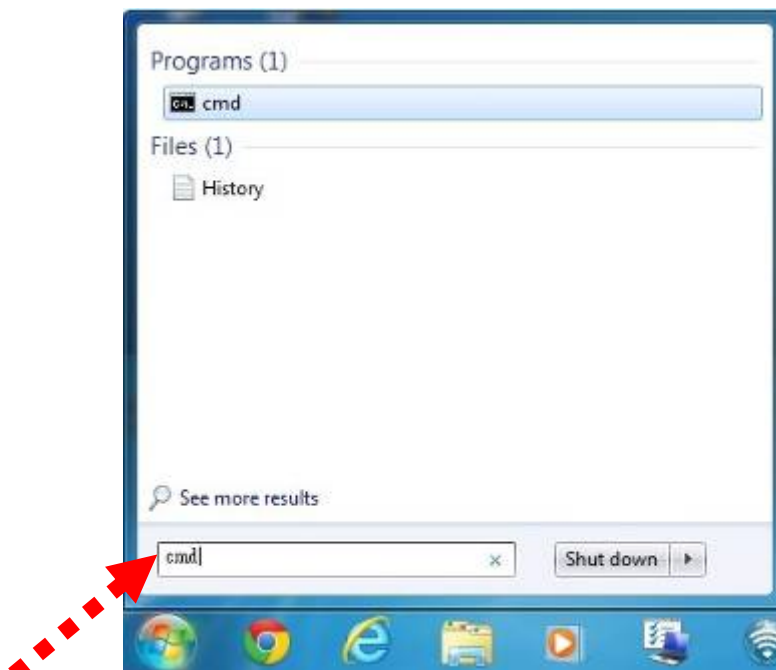 Programs (1)
cmd
Files (1)
History
See more results
cmd
Shut down